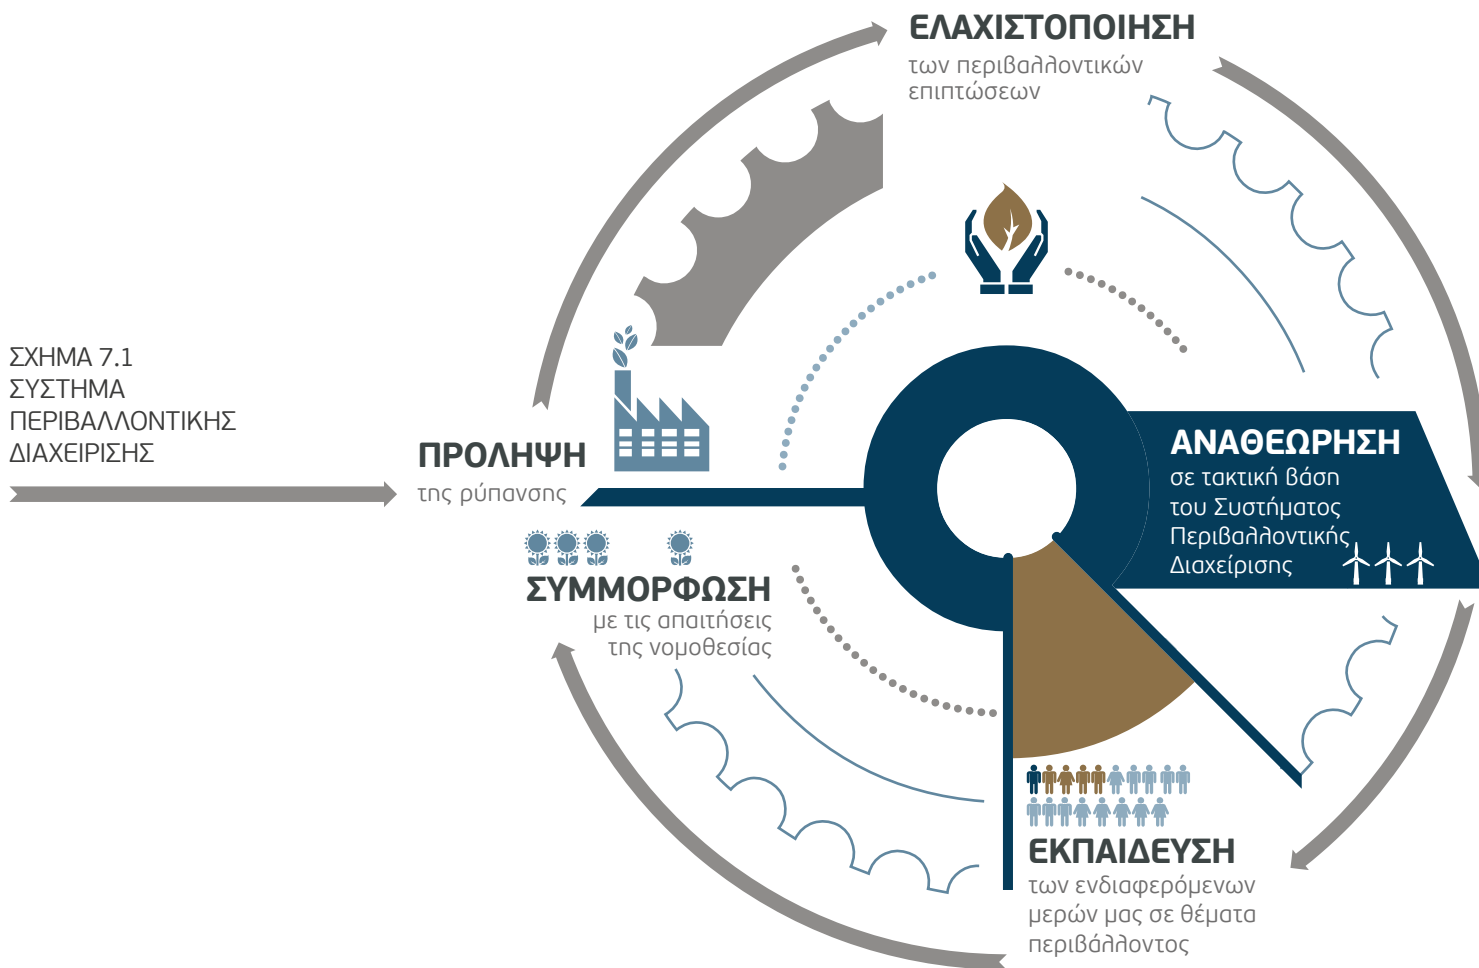 ΣΧΗΜΑ 7.1
ΣΥΣΤΗΜΑ
ΠΕΡΙΒΑΛΛΟΝΤΙΚΗΣ
ΔΙΑΧΕΙΡΙΣΗΣ
ΠΡΟΛΗΨΗ
της ρύπανσης
ΕΛΑΧΙΣΤΟΠΟΙΗΣΗ
των περιβαλλοντικών
επιπτώσεων
ΑΝΑΘΕΩΡΗΣΗ
σε τακτική βάση
του Συστήματος
Περιβαλλοντικής
Διαχείρισης
ΕΚΠΑΙΔΕΥΣΗ
των ενδιαφερόμενων
μερών μας σε θέματα
περιβάλλοντος
ΣΥΜΜΟΡΦΩΣΗ
με τις απαιτήσεις
της νομοθεσίας